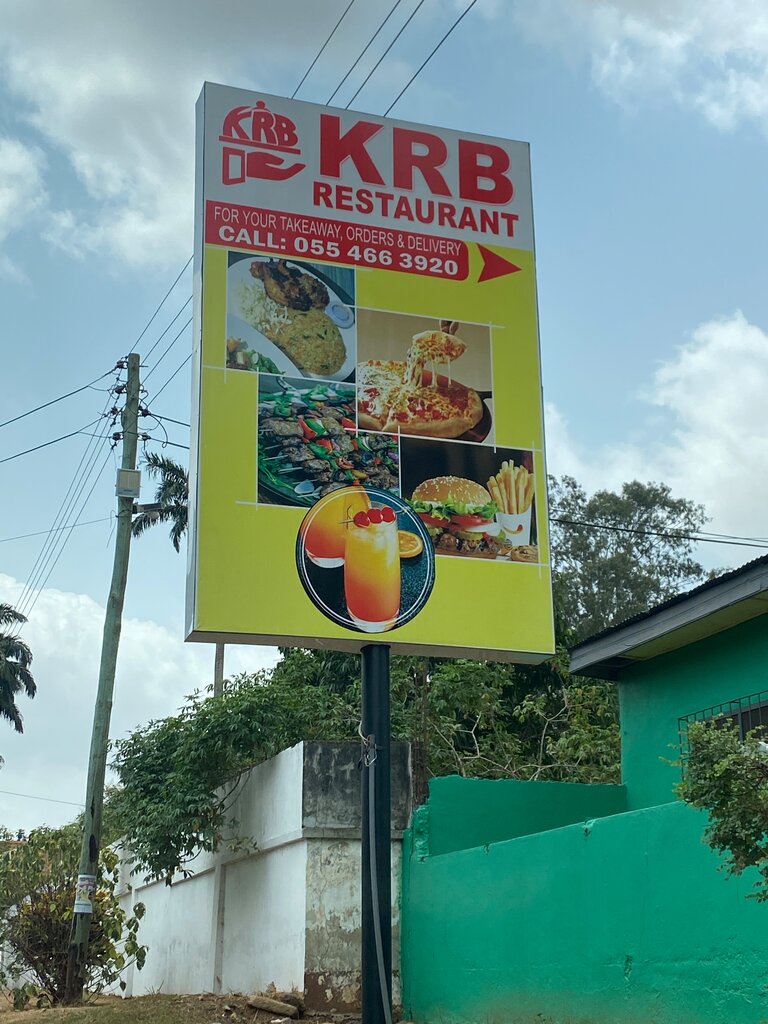 KRB
KRB
RESTAURANT
FOR YOUR TAKEAWAY, ORDERS & DELIVERY
CALL: 055 466 3920